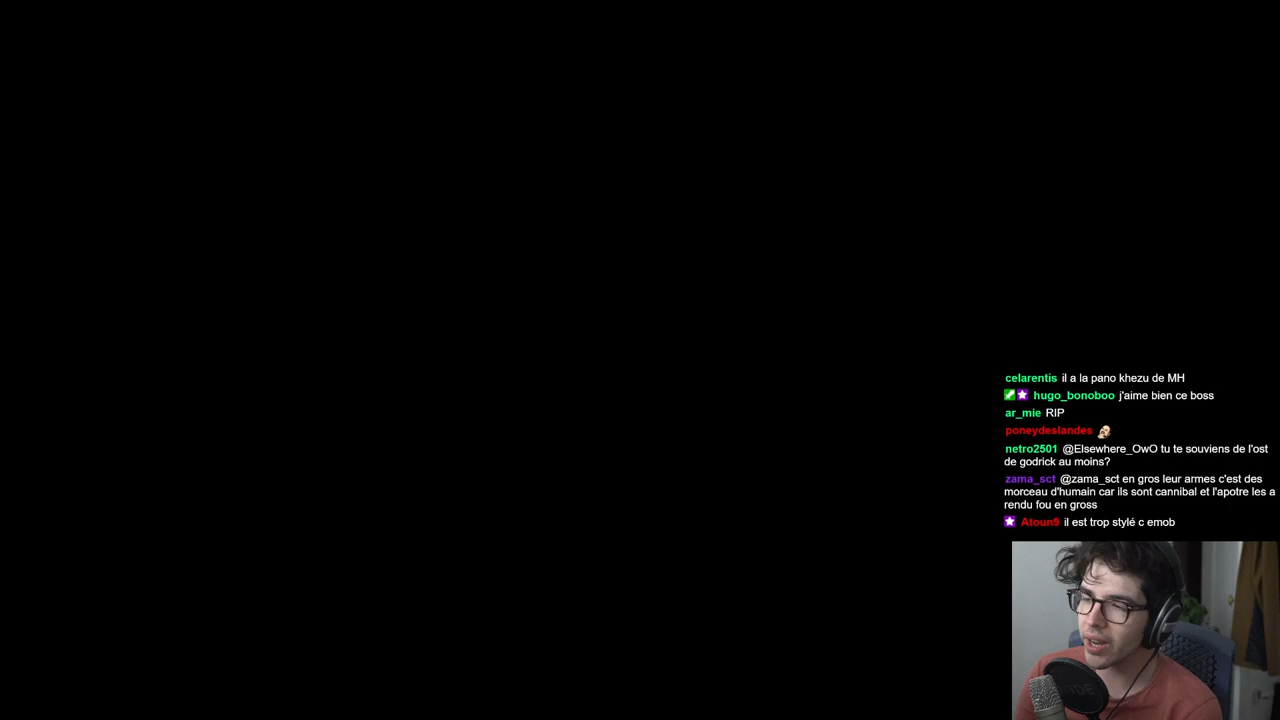 celarentis il a la pano khezu de MH
hugo_bonoboo j'aime bien ce boss
ar_mie RIP
poneydeslandes
netro2501 @Elsewhere_OwO tu te souviens de l'ost
de godrick au moins?
zama_sct @zama_sct en gros leur armes c'est des
morceau d'humain car ils sont cannibal et l'apotre les a
rendu fou en gross
Atoun9 il est trop stylé c emob